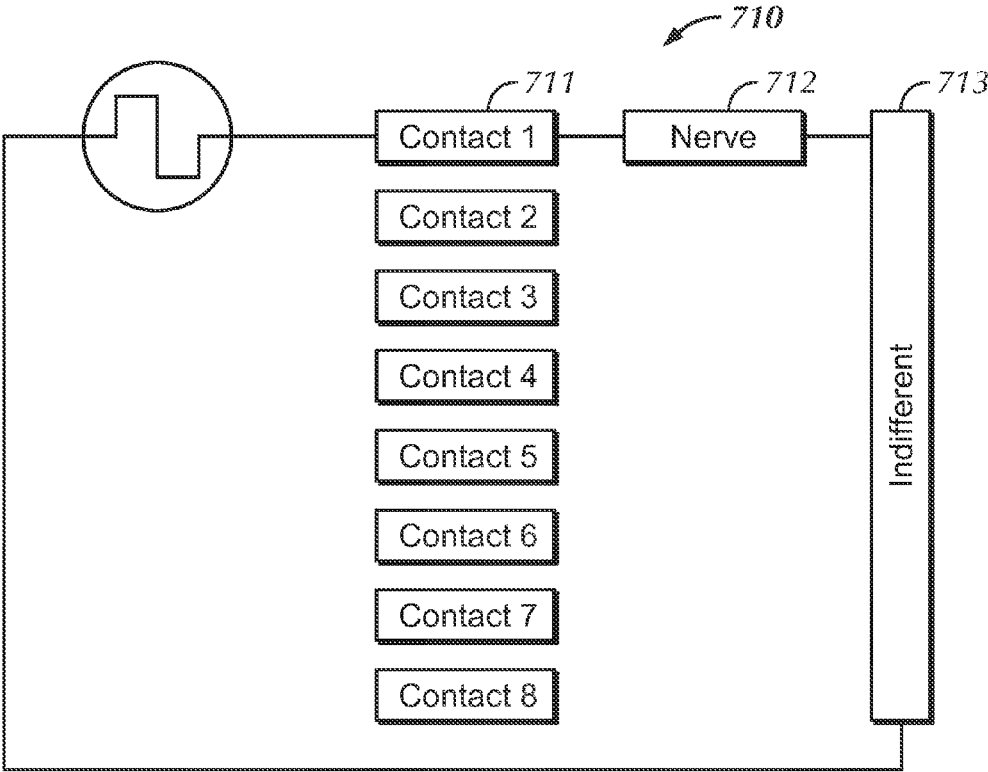 710
711
712
713
Contact 1
Nerve
Contact 2
Contact 3
Contact 4
Contact 5
Contact 6
Contact 7
Contact 8
Indifferent